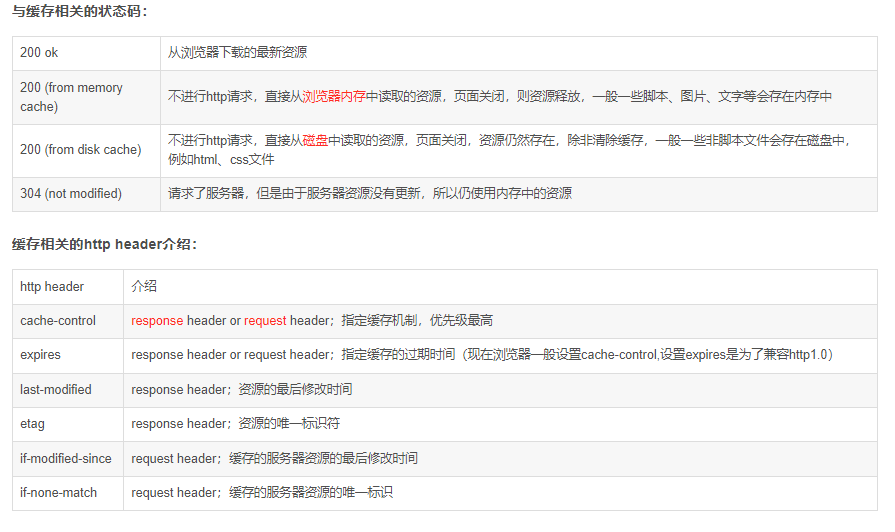 与缓存相关的状态码：
200 ok 从浏览器下载的最新资源
200 (from memory
cache)
不进行http请求，直接从浏览器内存中读取的资源，页面关闭，则资源释放，一般一些脚本、图片、文字等会存在内存中
200 (from disk cache)
不进行http请求，直接从磁盘中读取的资源，页面关闭，资源仍然存在，除非清除缓存，一般一些非脚本文件会存在磁盘中，
例如html、css文件
304 (not modified) 请求了服务器，但是由于服务器资源没有更新，所以仍使用内存中的资源
缓存相关的http header介绍：
http header 介绍
cache-control response header or request header；指定缓存机制，优先级最高
expires response header or request header；指定缓存的过期时间（现在浏览器一般设置cache-control,设置expires是为了兼容http1.0）
last-modified response header；资源的最后修改时间
etag response header；资源的唯一标识符
if-modified-since request header；缓存的服务器资源的最后修改时间
if-none-match request header；缓存的服务器资源的唯一标识